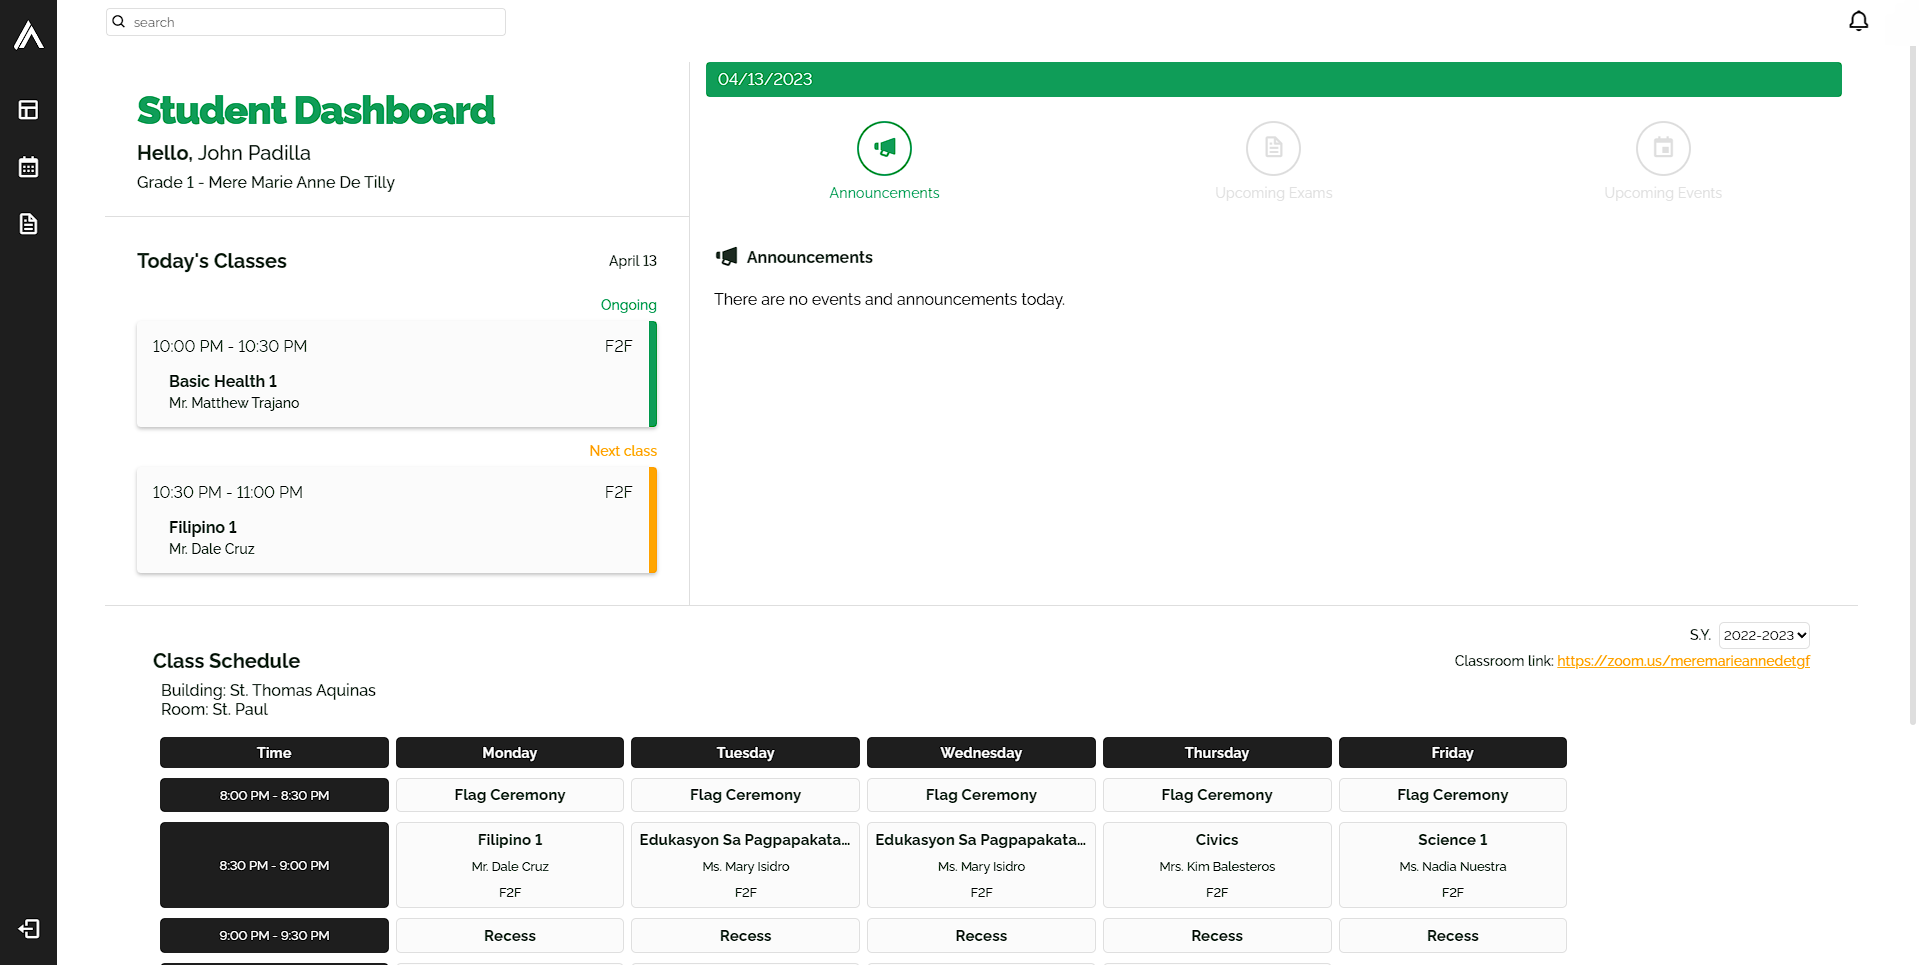 search
Student Dashboard
Hello, John Padilla
Grade 1 - Mere Marie Anne De Tilly
04/13/2023
Announcements
Upcoming Exams
Upcoming Events
Today's Classes
April 13
Ongoing
10:00 PM - 10:30 PM
F2F
Basic Health 1
Mr. Matthew Trajano
Next class
10:30 PM - 11:00 PM
F2F
Filipino 1
Mr. Dale Cruz
Announcements
There are no events and announcements today.
S.Y. 2022-2023
Class Schedule
Classroom link: https://zoom.us/meremarieannedetgf
Building: St. Thomas Aquinas
Room: St. Paul
Time Monday Tuesday Wednesday Thursday Friday
8:00 PM - 8:30 PM Flag Ceremony Flag Ceremony Flag Ceremony Flag Ceremony Flag Ceremony
Filipino 1 Edukasyon Sa Pagpapakata... Edukasyon Sa Pagpapakata... Civics Science 1
8:30 PM - 9:00 PM Mr. Dale Cruz Ms. Mary Isidro Ms. Mary Isidro Mrs. Kim Balesteros Ms. Nadia Nuestra
F2F F2F F2F F2F F2F
9:00 PM - 9:30 PM Recess Recess Recess Recess Recess